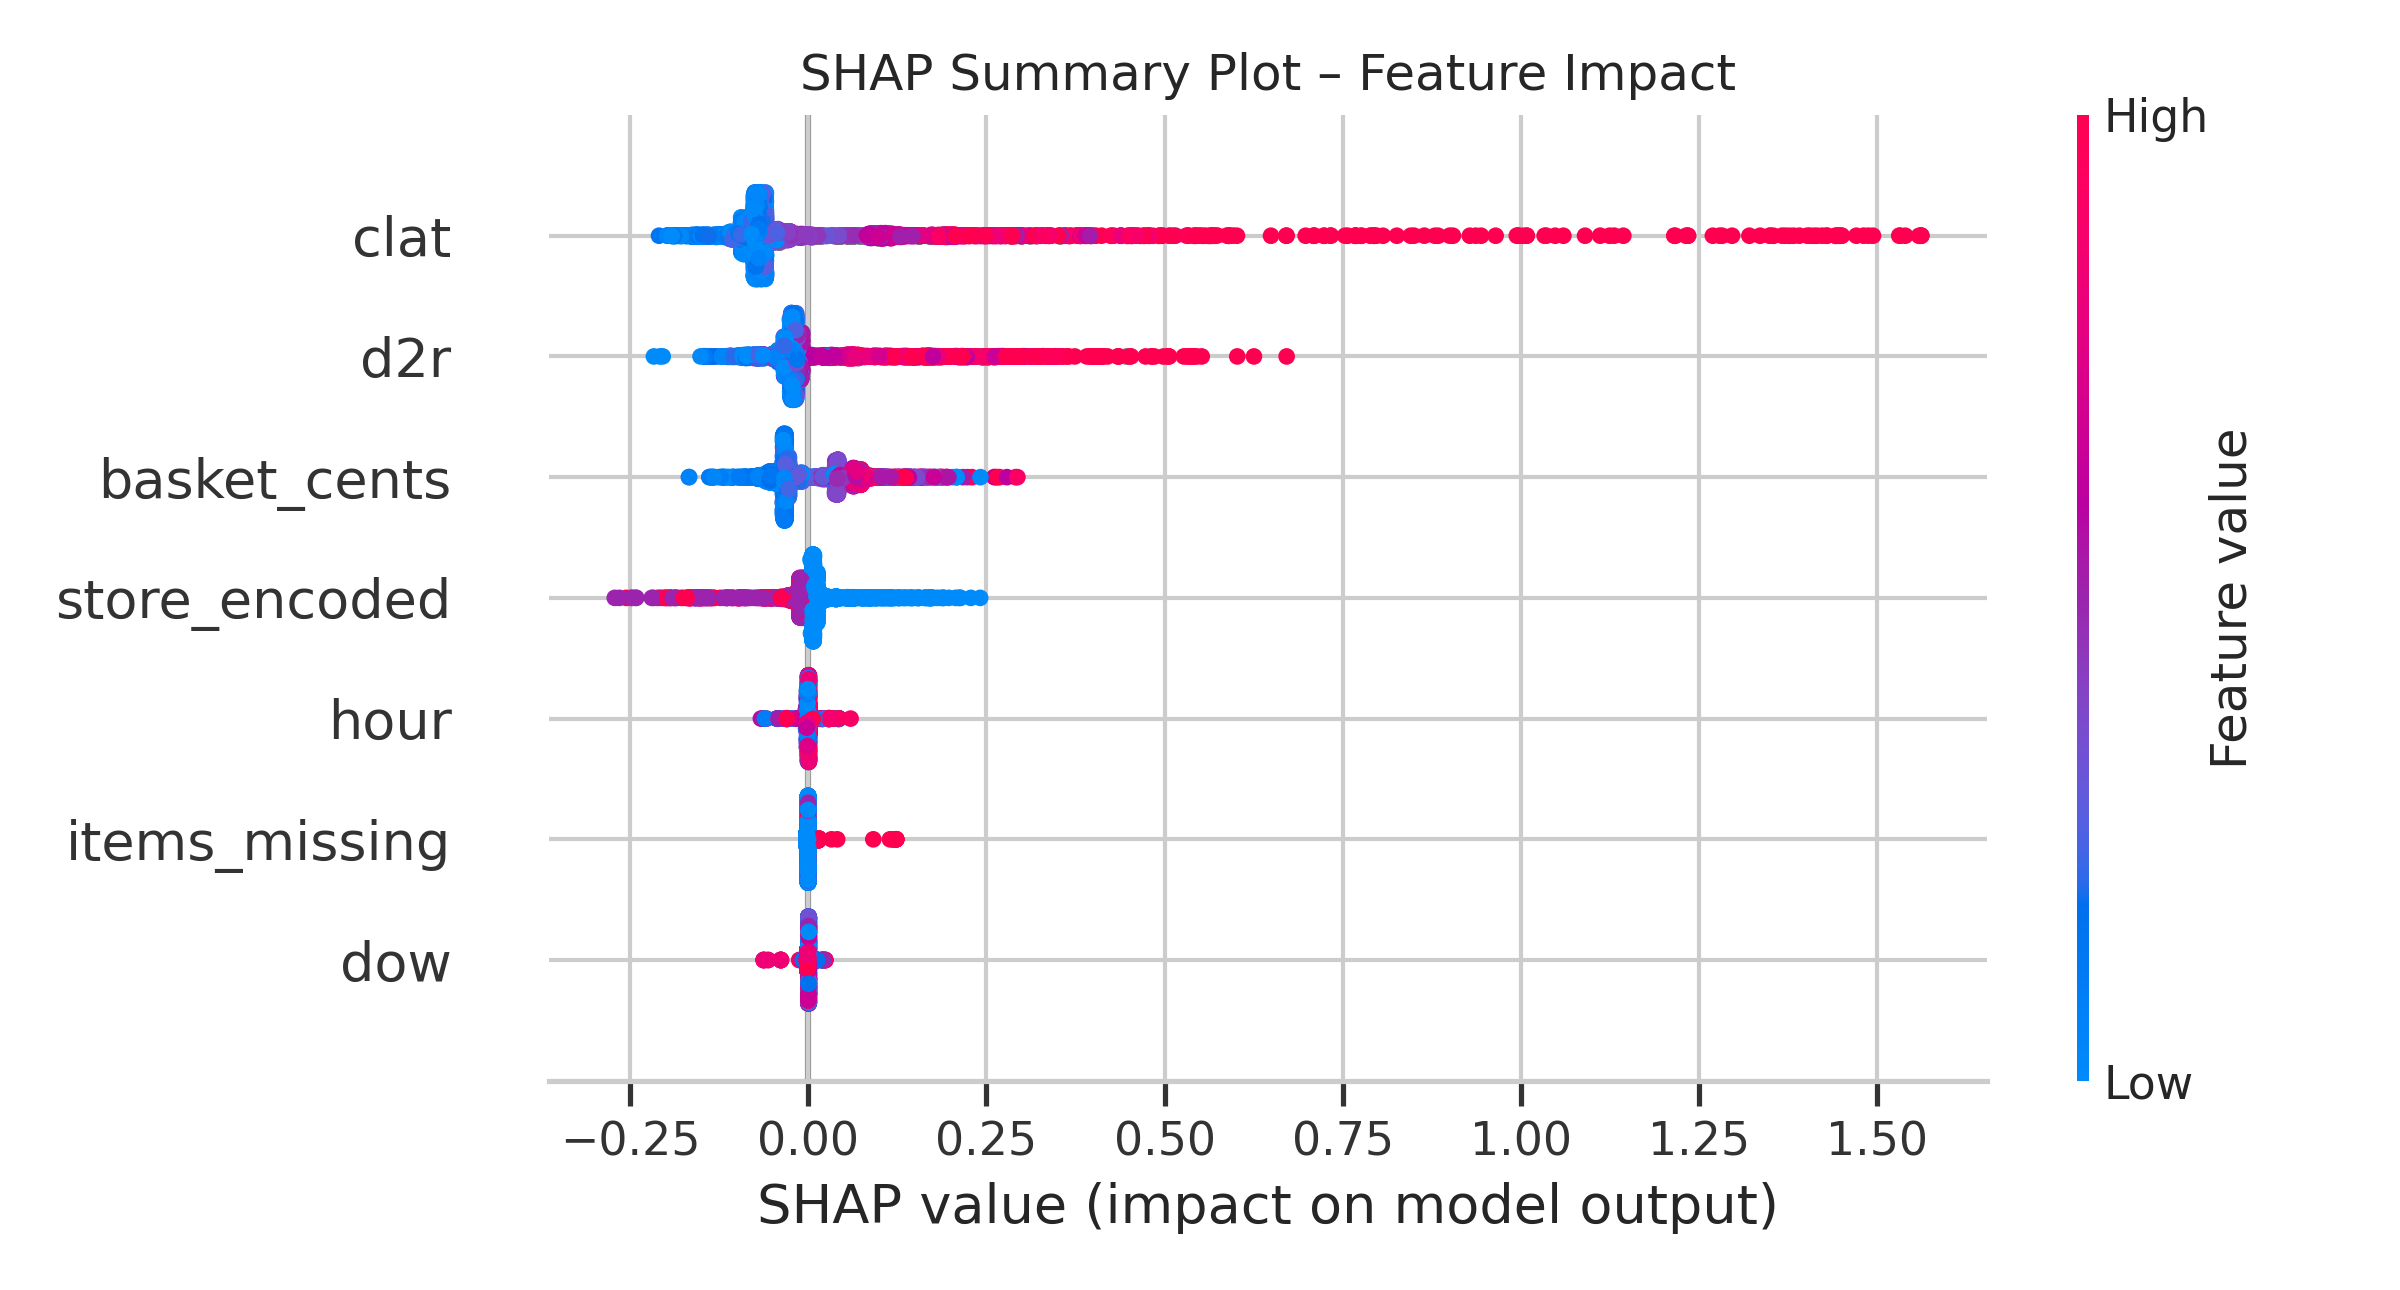 SHAP Summary Plot – Feature Impact
High
clat
d2r
basket_cents
store_encoded
hour
items_missing
dow
Feature value
Low
−0.25 0.00 0.25 0.50 0.75 1.00 1.25 1.50
SHAP value (impact on model output)